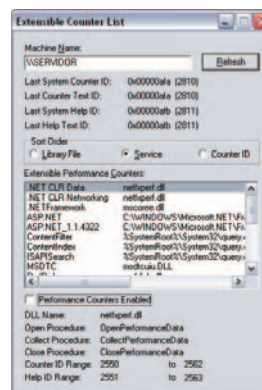 Extensible Counter List
Machine Name:
\\SERVIDOR
Refresh
Last System Counter ID: 0x00000afa (2810)
Last Counter Text ID: 0x00000afa (2810)
Last System Help ID: 0x00000afb (2811)
Last Help Text ID: 0x00000afb (2811)
Sort Order
Library File Service Counter ID
Extensible Performance Counters:
.NET CLR Data netfxperf.dll
.NET CLR Networking netfxperf.dll
.NETFramework mscoree.dll
ASP.NET C:\WINDOWS\Microsoft.NET\Fra
ASP.NET_1.1.4322 C:\WINDOWS\Microsoft.NET\Fra
ContentFilter %SystemRoot%\System32\query.d
ContentIndex %SystemRoot%\System32\query.d
ISAPISearch %SystemRoot%\System32\query.d
MSDTC msdtcuiu.DLL
Performance Counters Enabled
DLL Name: netfxperf.dll
Open Procedure: OpenPerformanceData
Collect Procedure: CollectPerformanceData
Close Procedure: ClosePerformanceData
Counter ID Range: 2550 to 2562
Help ID Range: 2551 to 2563